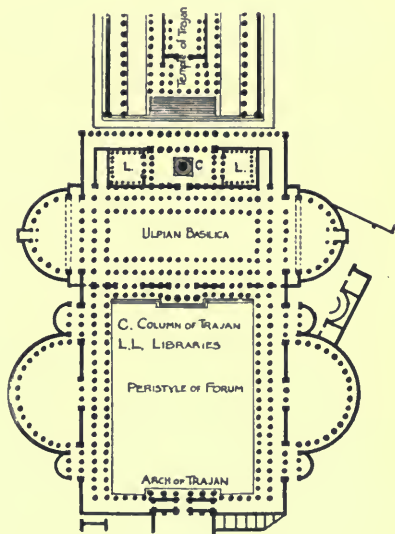 Temple of Trajan
L. C L.
ULPIAN BASILICA
C. COLUMN OF TRAJAN
L.L. LIBRARIES
PERISTYLE OF FORUM
ARCH OF TRAJAN